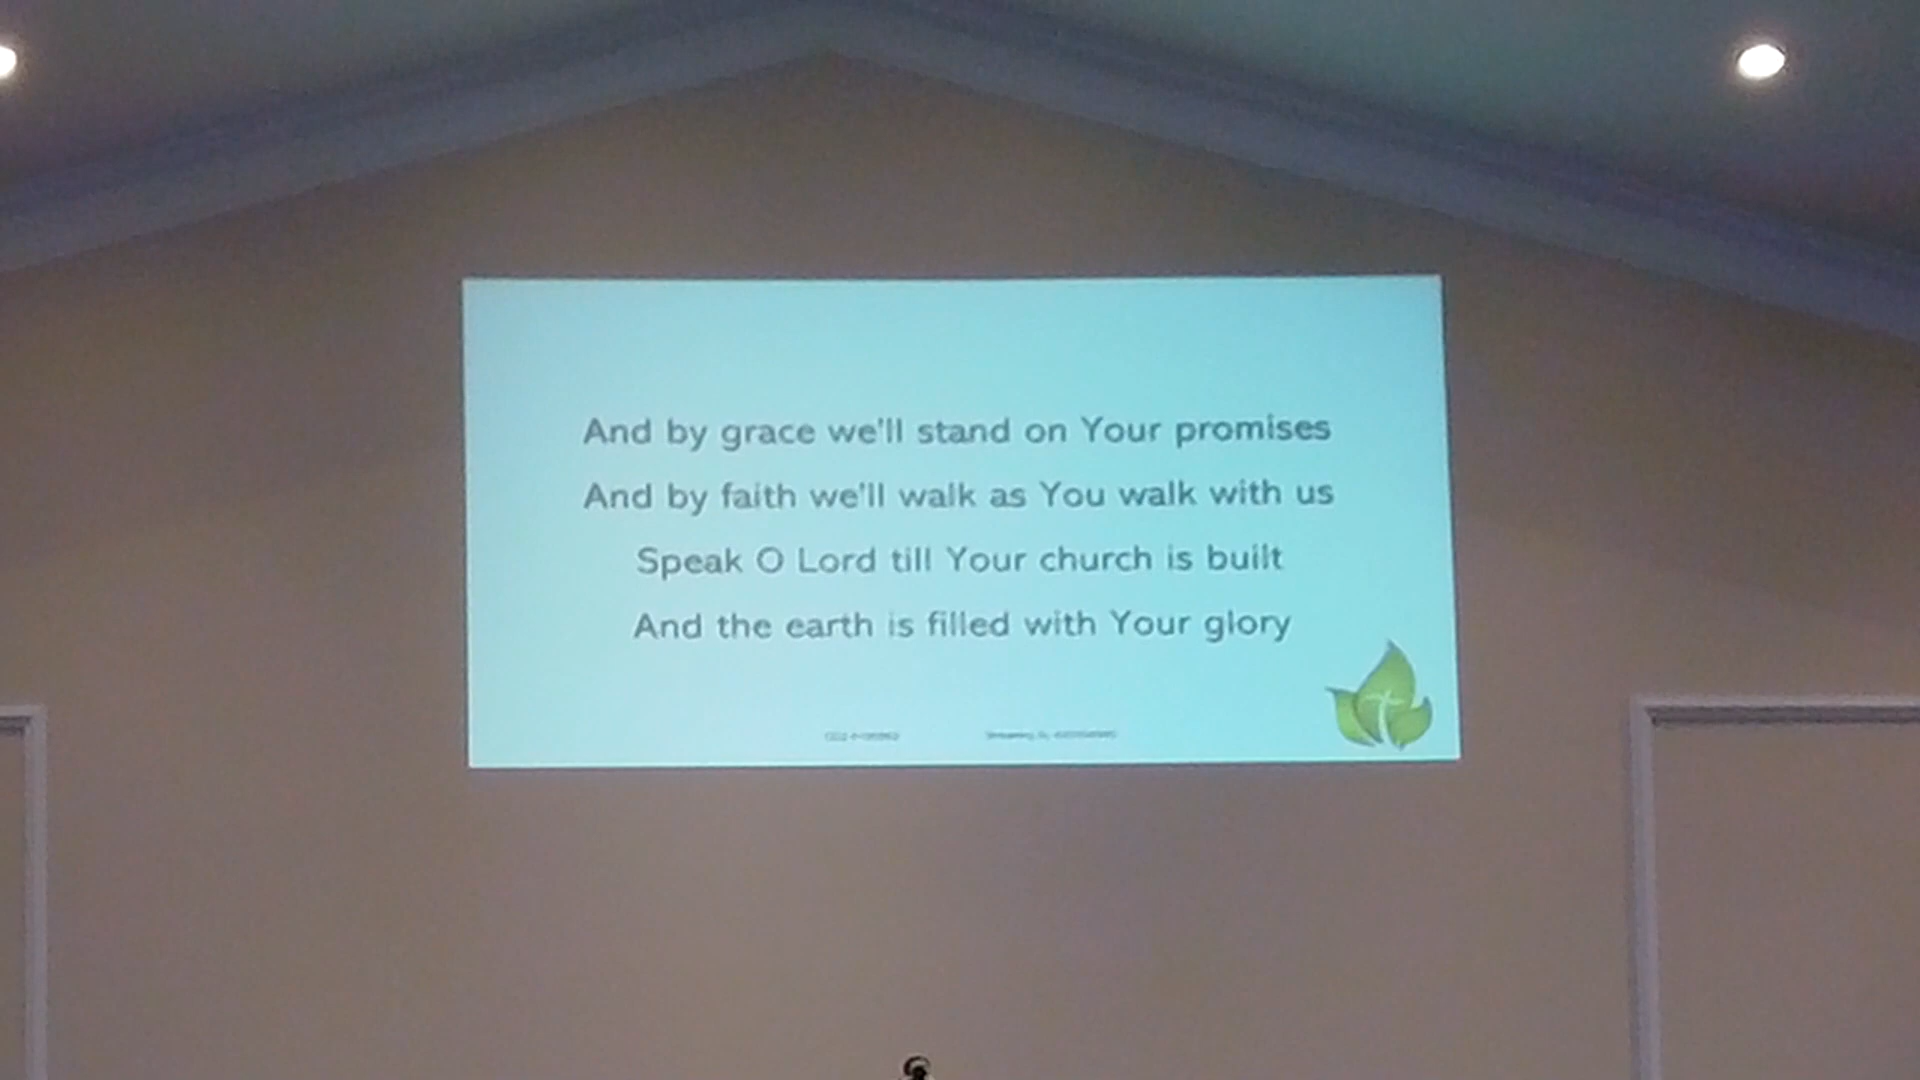 And by grace we'll stand on Your promises
And by faith we'll walk as You walk with us
Speak O Lord till Your church is built
And the earth is filled with Your glory